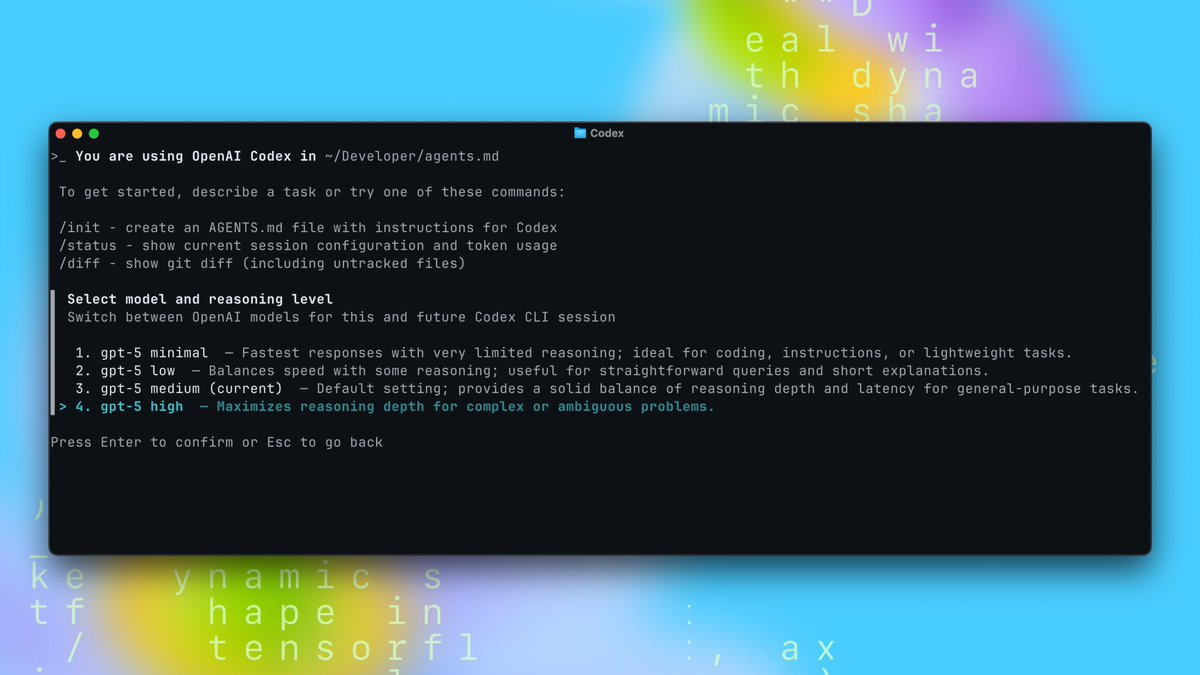 " " D
eal wi
th dyna
mic sha
Codex
>_ You are using OpenAI Codex in ~/Developer/agents.md
To get started, describe a task or try one of these commands:
/init - create an AGENTS.md file with instructions for Codex
/status - show current session configuration and token usage
/diff - show git diff (including untracked files)
Select model and reasoning level
Switch between OpenAI models for this and future Codex CLI session
1. gpt-5 minimal — Fastest responses with very limited reasoning; ideal for coding, instructions, or lightweight tasks.
2. gpt-5 low — Balances speed with some reasoning; useful for straightforward queries and short explanations.
3. gpt-5 medium (current) — Default setting; provides a solid balance of reasoning depth and latency for general-purpose tasks.
> 4. gpt-5 high — Maximizes reasoning depth for complex or ambiguous problems.
Press Enter to confirm or Esc to go back
ke ynamic s
tf hape in
/ tensorfl , ax